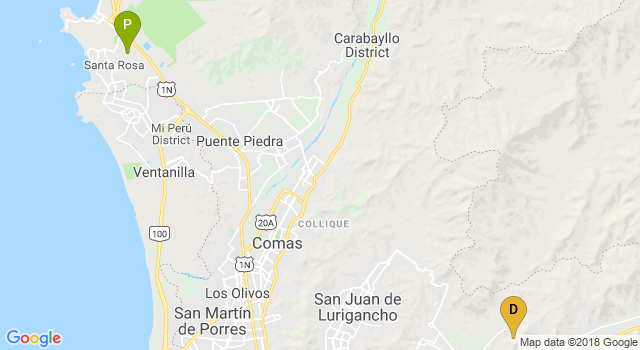 P
Carabayllo
District
Santa Rosa
1N
Mi Perú
District
Puente Piedra
Ventanilla
20A
COLLIQUE
100
Comas
1N
Los Olivos
San Martín
de Porres
San Juan de
Lurigancho
D
Google
Map data ©2018 Google